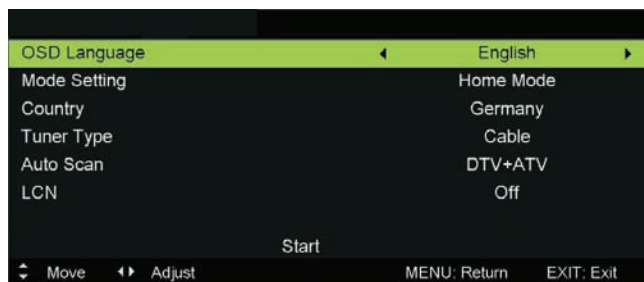 OSD Language English
Mode Setting Home Mode
Country Germany
Tuner Type Cable
Auto Scan DTV+ATV
LCN Off
Start
Move Adjust MENU: Return EXIT: Exit